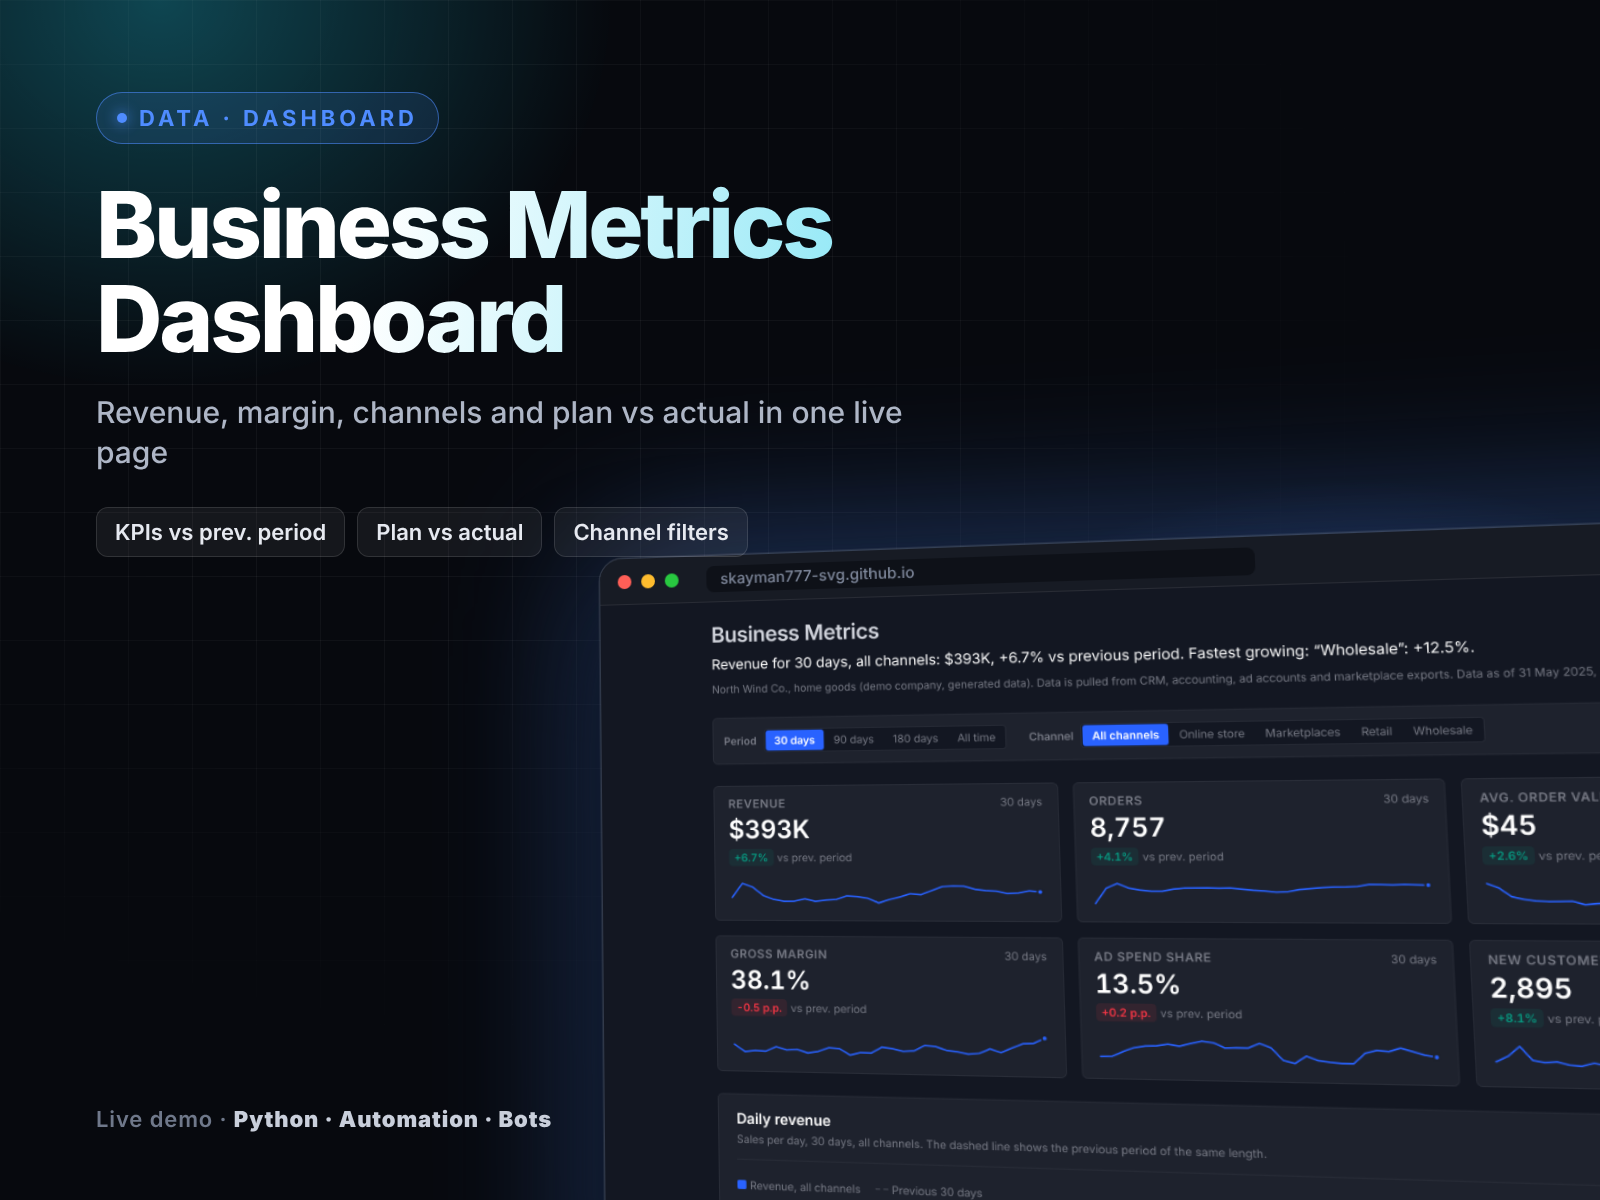 DATA · DASHBOARD
Business Metrics
Dashboard
Revenue, margin, channels and plan vs actual in one live
page
KPIs vs prev. period
Plan vs actual
Channel filters
skayman777-svg.github.io
Business Metrics
Revenue for 30 days, all channels: $393K, +6.7% vs previous period. Fastest growing: “Wholesale”: +12.5%.
North Wind Co., home goods (demo company, generated data). Data is pulled from CRM, accounting, ad accounts and marketplace exports. Data as of 31 May 2025,
Period 30 days 90 days 180 days All time Channel All channels Online store Marketplaces Retail Wholesale
REVENUE 30 days
$393K
+6.7% vs prev. period
ORDERS 30 days
8,757
+4.1% vs prev. period
AVG. ORDER VAL
$45
+2.6% vs prev. pe
GROSS MARGIN 30 days
38.1%
-0.5 p.p. vs prev. period
AD SPEND SHARE 30 days
13.5%
+0.2 p.p. vs prev. period
NEW CUSTOME
2,895
+8.1% vs prev.
Daily revenue
Sales per day, 30 days, all channels. The dashed line shows the previous period of the same length.
Revenue, all channels -- Previous 30 days
Live demo · Python · Automation · Bots